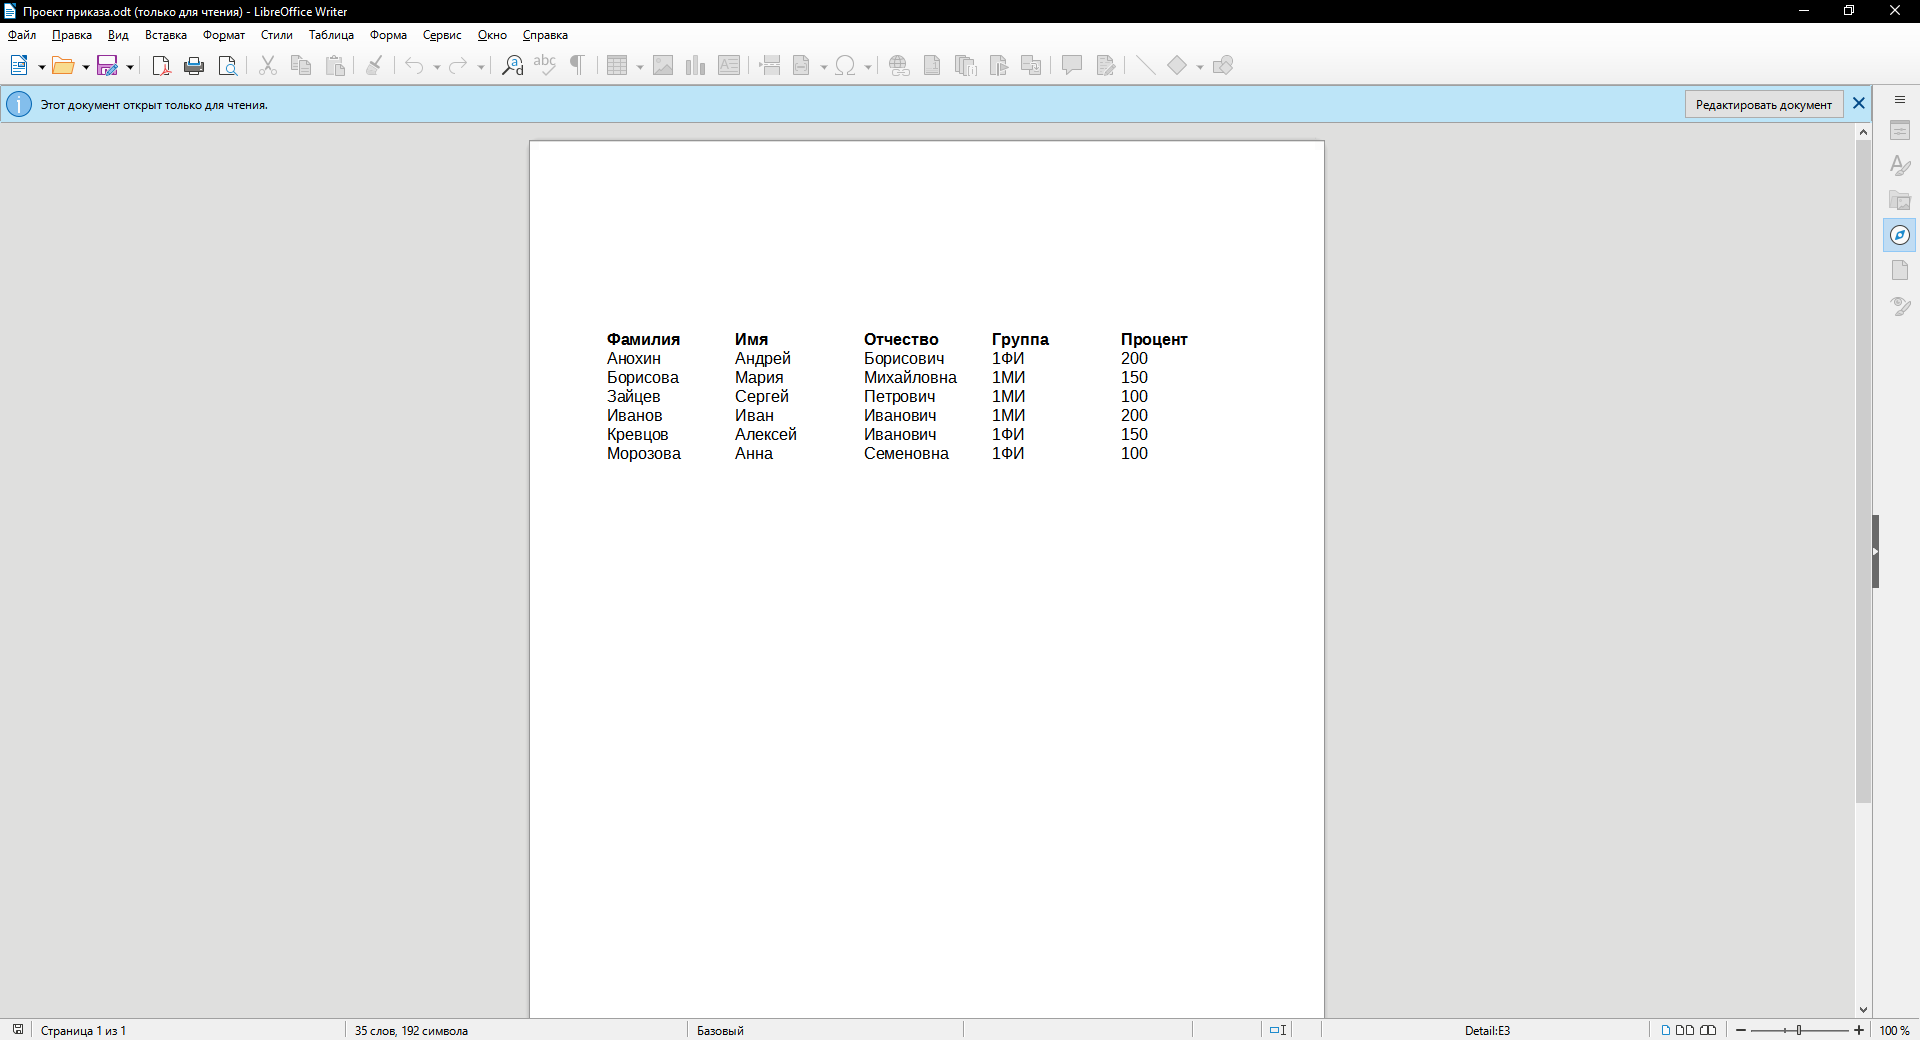 Проект приказа.odt (только для чтения) - LibreOffice Writer
Файл Правка Вид Вставка Формат Стили Таблица Форма Сервис Окно Справка
Этот документ открыт только для чтения. Редактировать документ
Фамилия Имя Отчество Группа Процент
Анохин Андрей Борисович 1ФИ 200
Борисова Мария Михайловна 1МИ 150
Зайцев Сергей Петрович 1МИ 100
Иванов Иван Иванович 1МИ 200
Кревцов Алексей Иванович 1ФИ 150
Морозова Анна Семеновна 1ФИ 100
Страница 1 из 1 35 слов, 192 символа Базовый Detail:E3 100 %